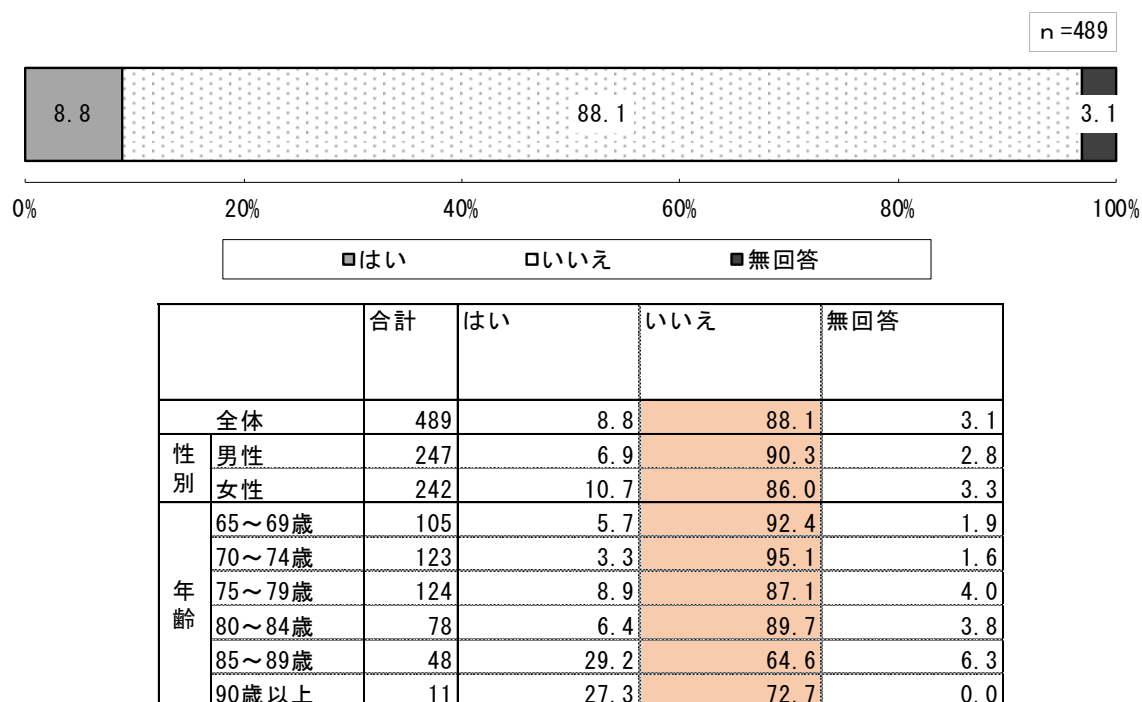 n=489
8.8 88.1 3.1
0% 20% 40% 60% 80% 100%
はい いいえ 無回答
合計 はい いいえ 無回答
全体 489 8.8 88.1 3.1
性別 男性 247 6.9 90.3 2.8
女性 242 10.7 86.0 3.3
年齢 65～69歳 105 5.7 92.4 1.9
70～74歳 123 3.3 95.1 1.6
75～79歳 124 8.9 87.1 4.0
80～84歳 78 6.4 89.7 3.8
85～89歳 48 29.2 64.6 6.3
90歳以上 11 27.3 72.7 0.0